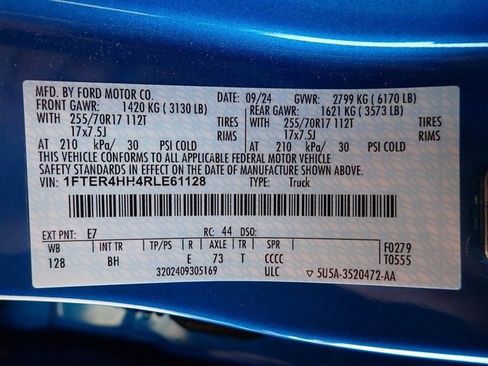 MFD. BY FORD MOTOR CO.
DATE: 09/24 GVWR: 2799 KG ( 6170 LB)
FRONT GAWR: 1420 KG ( 3130 LB) REAR GAWR: 1621 KG ( 3573 LB)
WITH 255/70R17 112T TIRES WITH 255/70R17 112T TIRES
17x7.5J RIMS 17x7.5J RIMS
AT 210 kPa/ 30 PSI COLD AT 210 kPa/ 30 PSI COLD
THIS VEHICLE CONFORMS TO ALL APPLICABLE FEDERAL MOTOR VEHICLE
SAFETY STANDARDS IN EFFECT ON THE DATE OF MANUFACTURE SHOWN ABOVE.
VIN: 1FTER4HH4RLE61128 TYPE: Truck
EXT PNT: E7 RC: 44 DSO:
WB INT TR TP/PS R AXLE TR SPR F0279
128 BH E 73 T CCCC T0555
3202409305169 ULC 5U5A-3520472-AA